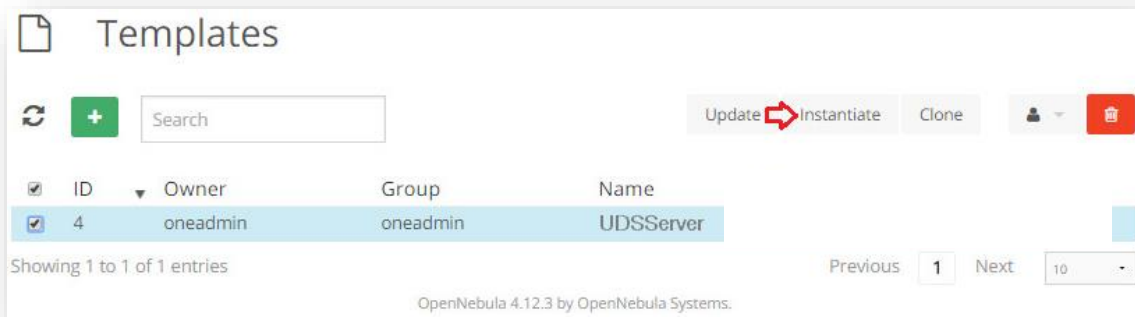 Templates
Search Update Instantiate Clone
ID Owner Group Name
4 oneadmin oneadmin UDSServer
Showing 1 to 1 of 1 entries Previous 1 Next 10
OpenNebula 4.12.3 by OpenNebula Systems.